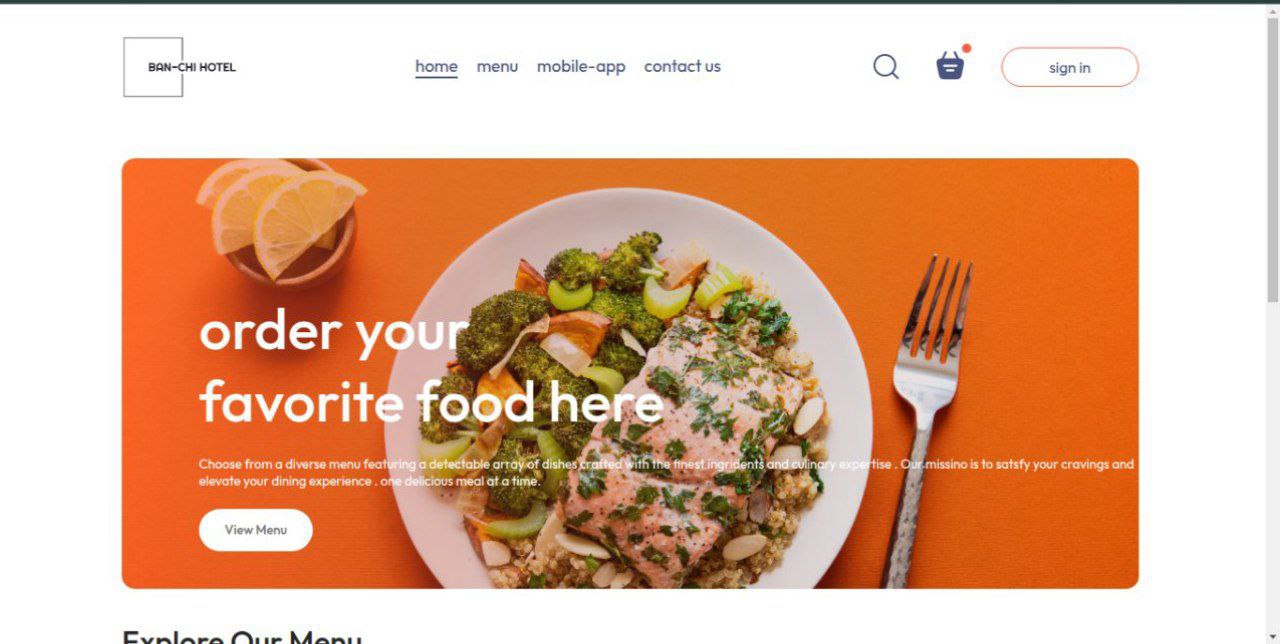 BAN-CHI HOTEL
home menu mobile-app contact us
sign in
order your
favorite food here
Choose from a diverse menu featuring a detectable array of dishes crafted with the finest ingridents and culinary expertise . Our missino is to satsfy your cravings and
elevate your dining experience . one delicious meal at a time.
View Menu
Explore Our Menu